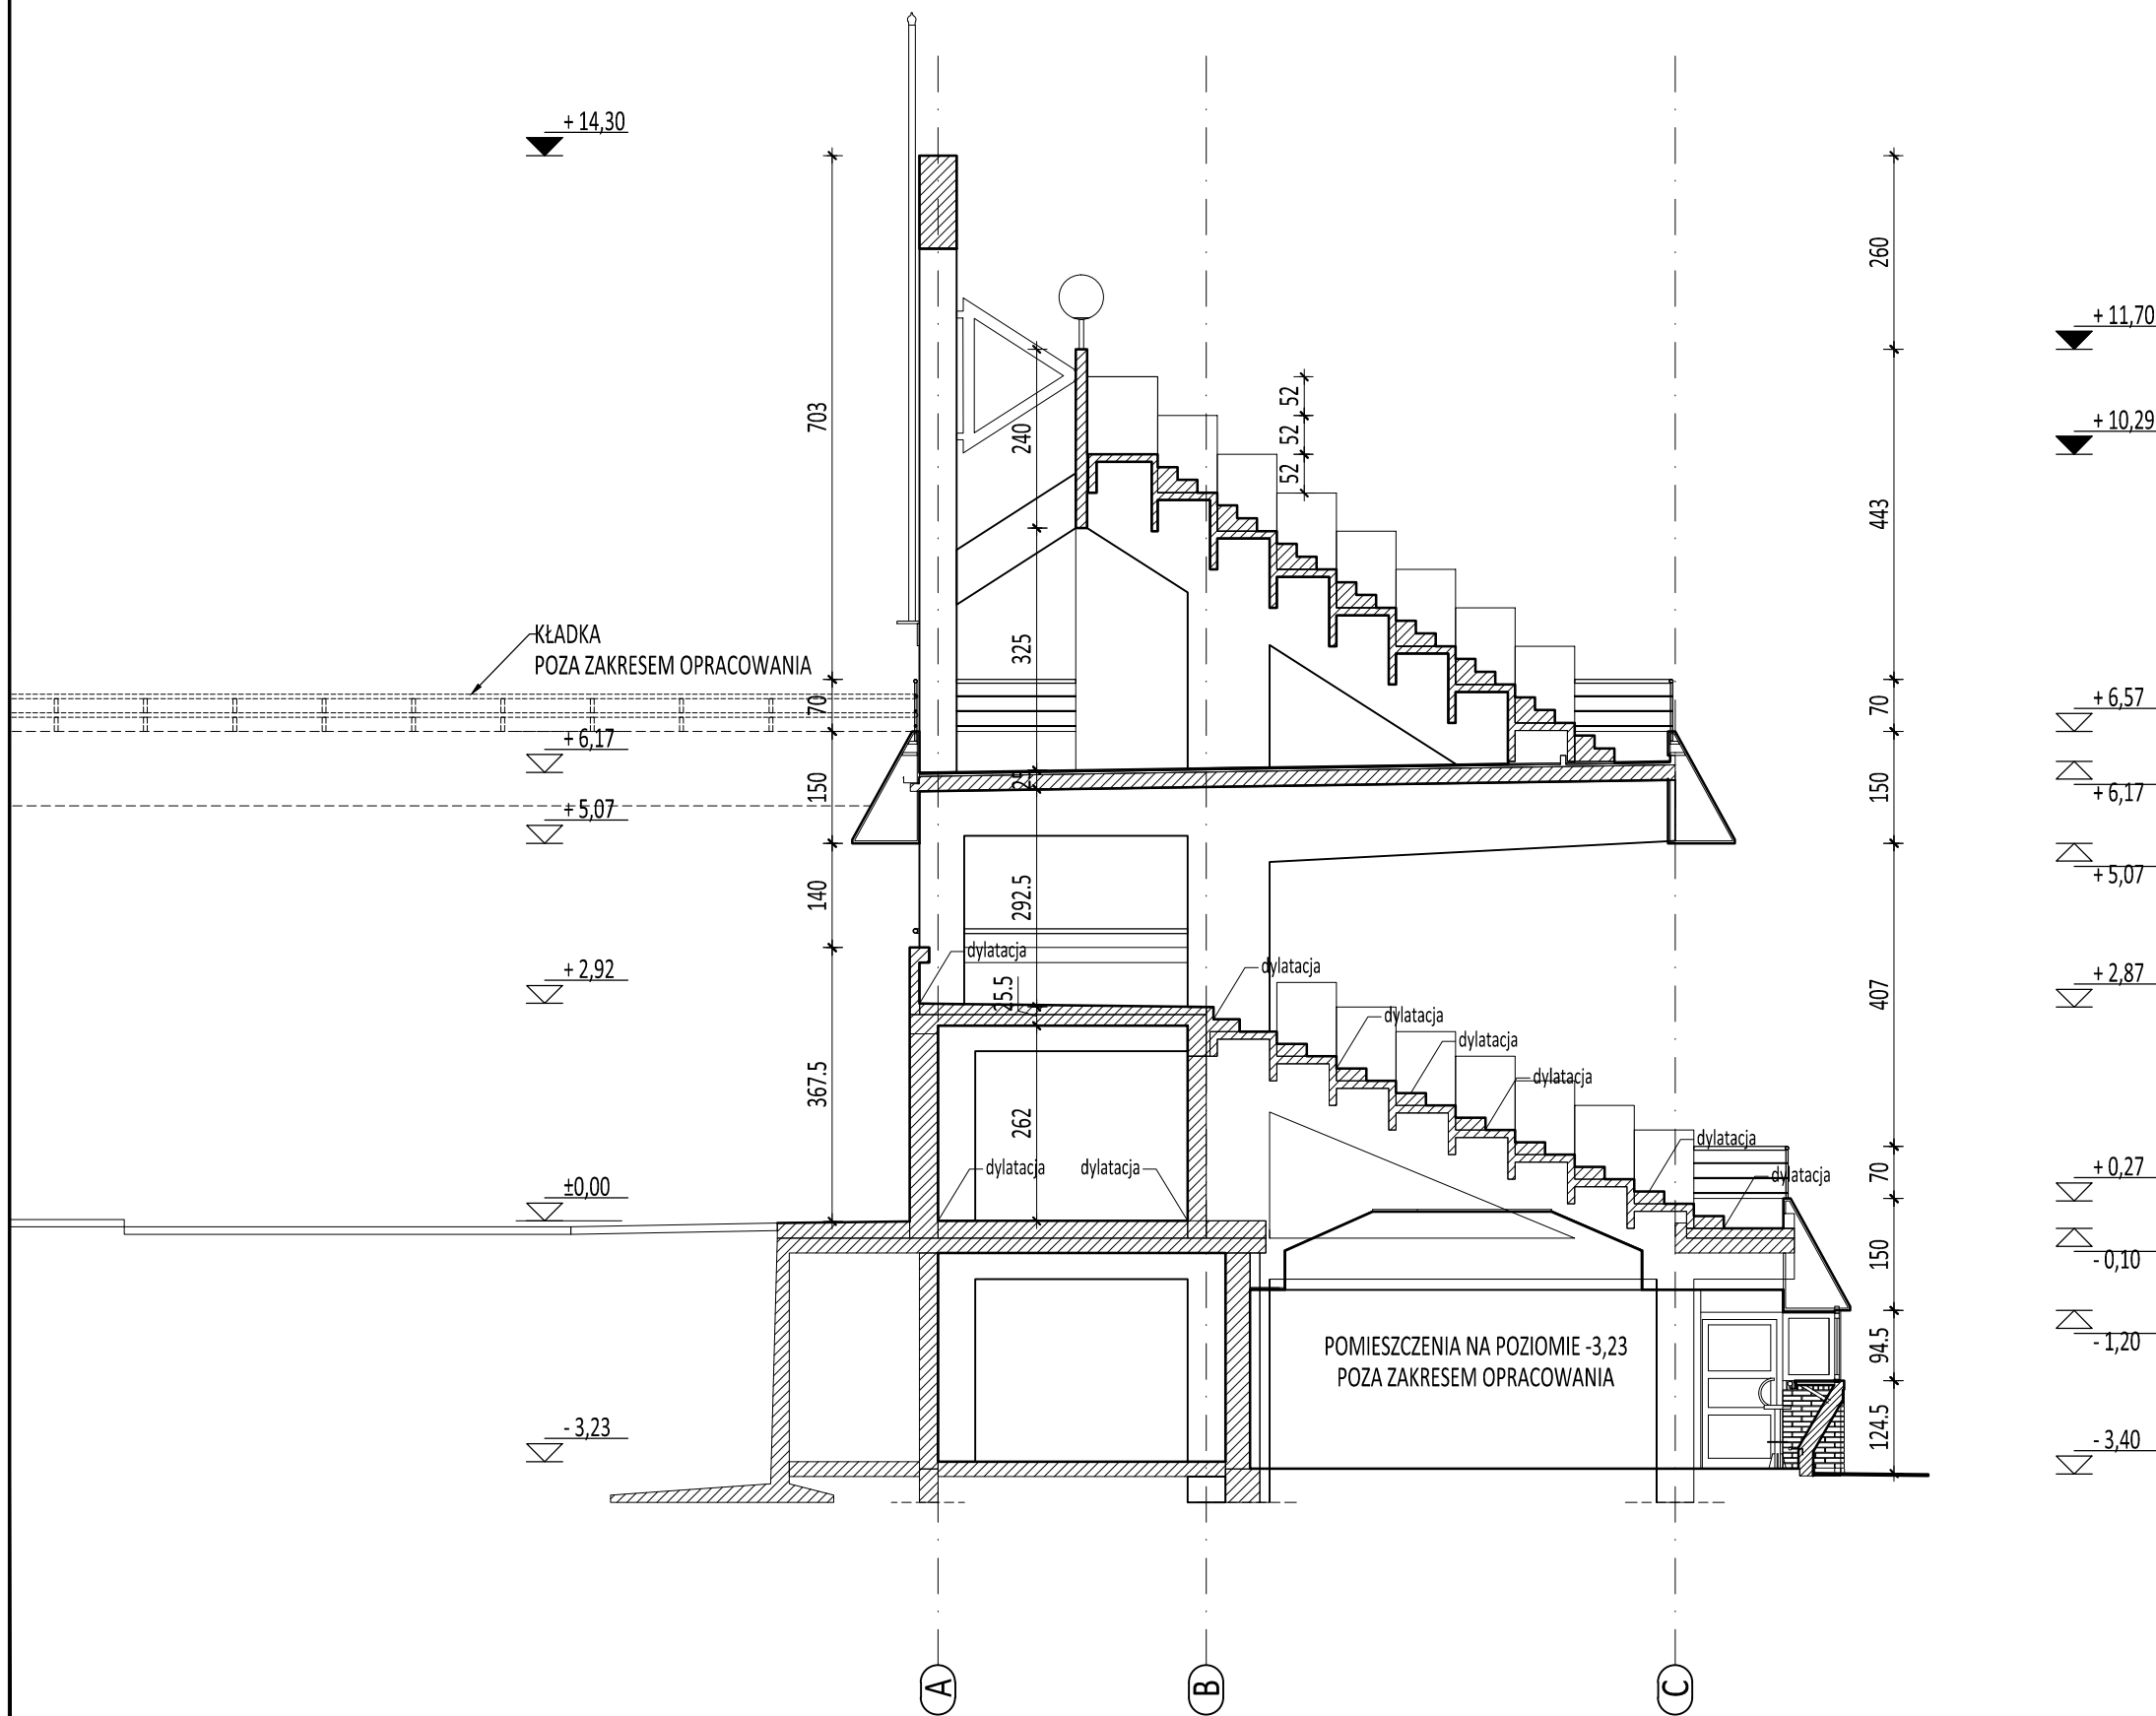 + 14,30
260
+ 11,70
703
240
52
52
52
+ 10,29
443
KŁADKA
POZA ZAKRESEM OPRACOWANIA
325
70
70
+ 6,57
+ 6,17
150
150
+ 6,17
+ 5,07
+ 5,07
140
292.5
407
dylatacja
dylatacja
+ 2,92
+ 2,87
25.5
dylatacja
dylatacja
dylatacja
367.5
262
dylatacja
dylatacja
dylatacja
dylatacja
70
+ 0,27
±0,00
150
- 0,10
POMIESZCZENIA NA POZIOMIE -3,23
POZA ZAKRESEM OPRACOWANIA
94.5
- 1,20
- 3,23
124.5
- 3,40
A
B
C